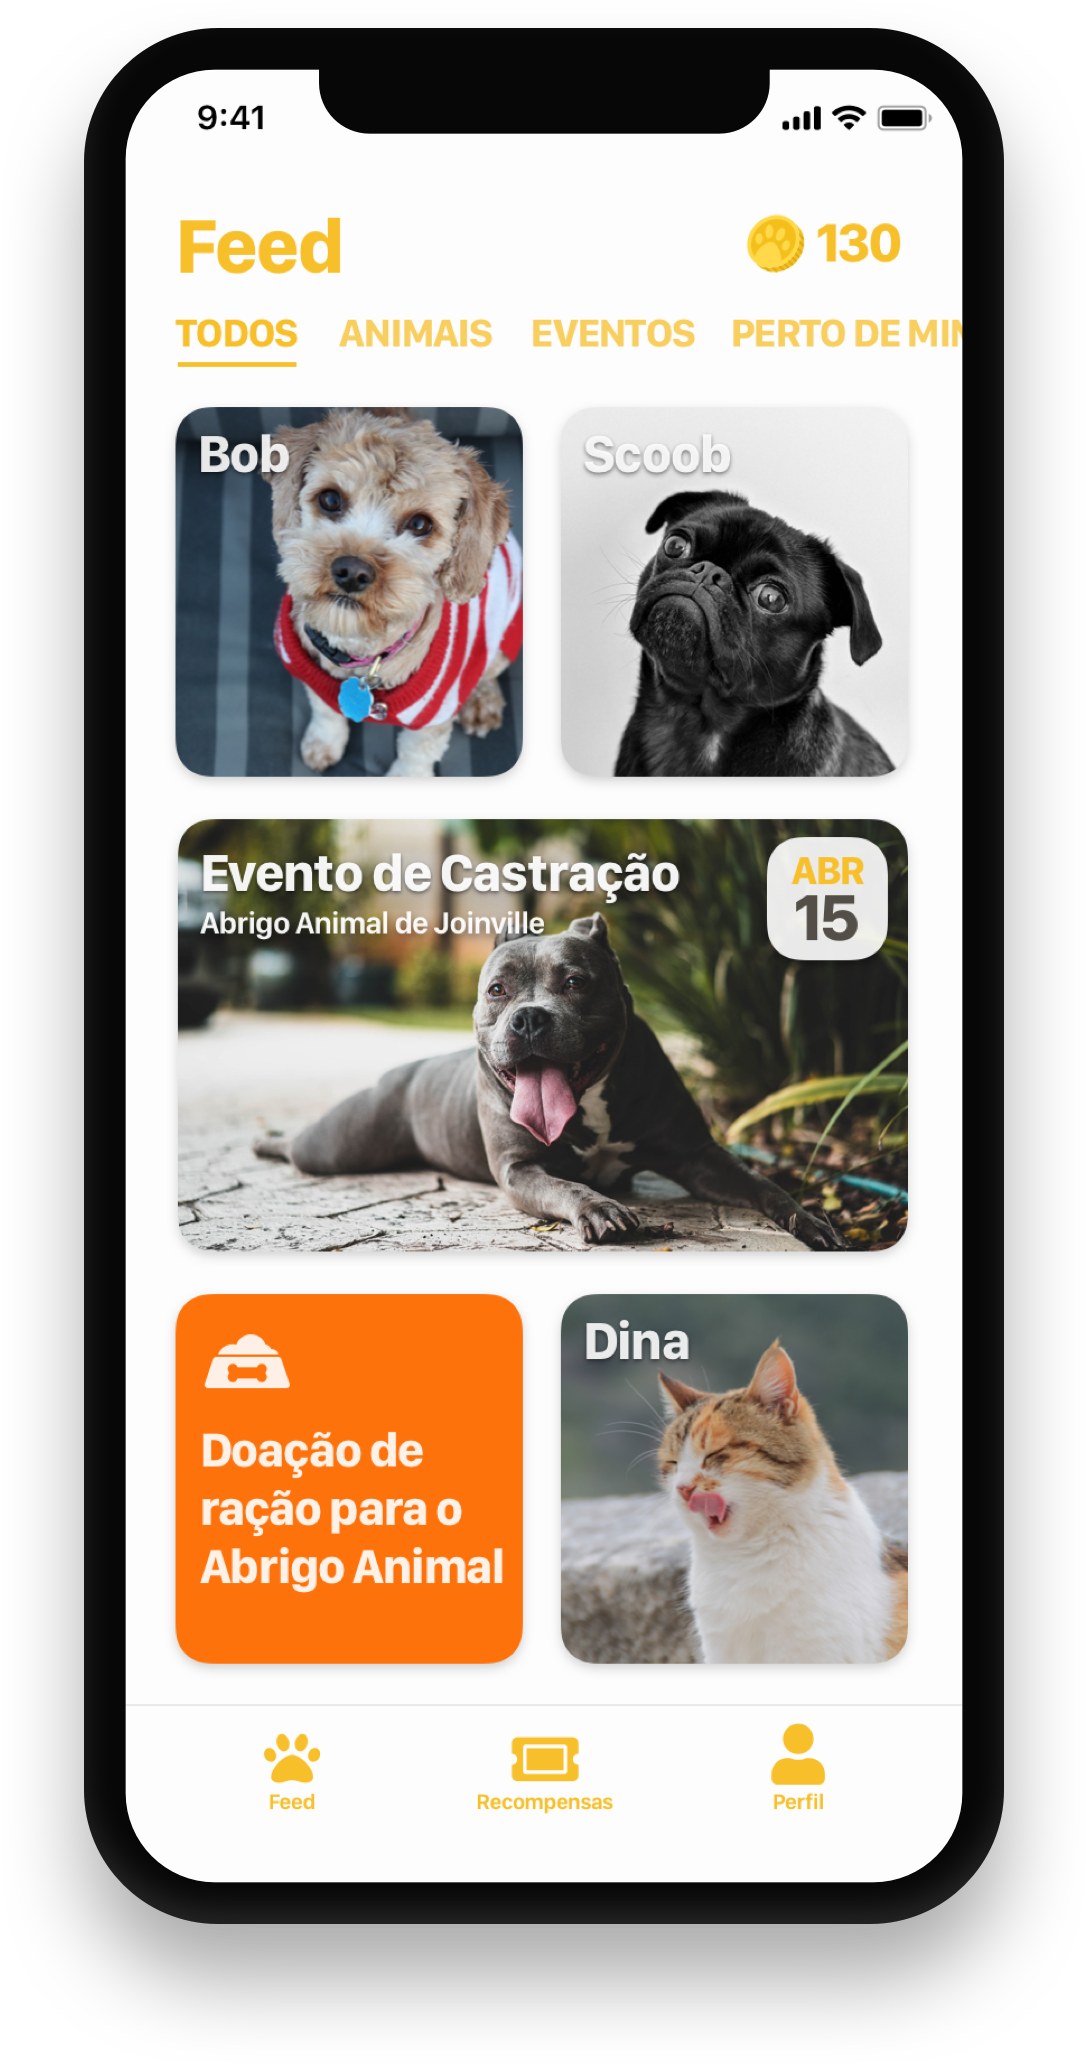 9:41
Feed
130
TODOS ANIMAIS EVENTOS PERTO DE MIN
Bob
Scoob
Evento de Castração
Abrigo Animal de Joinville
ABR
15
Doação de
ração para o
Abrigo Animal
Dina
Feed
Recompensas
Perfil